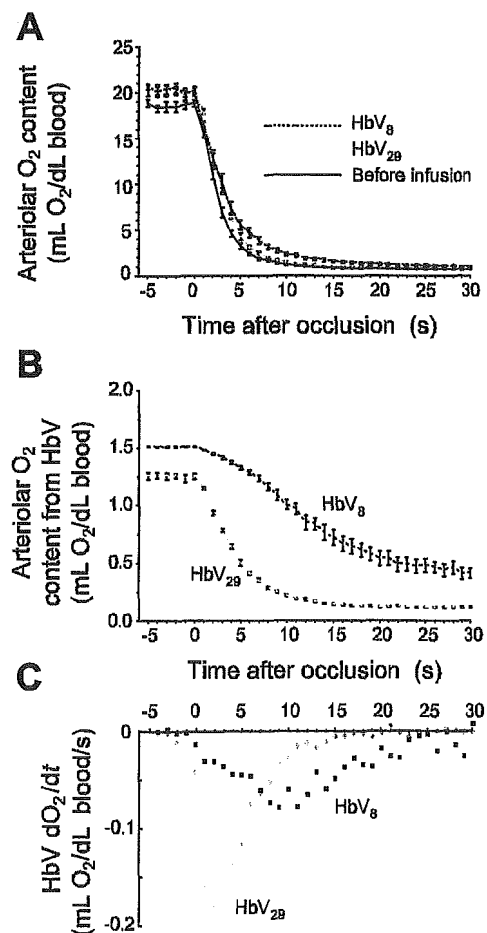 A
Arteriolar O₂ content
(mL O₂/dL blood)
25
20
15
10
5
0
HbV₈
HbV₂₉
Before infusion
-5 0 5 10 15 20 25 30
Time after occlusion (s)
B
Arteriolar O₂
content from HbV
(mL O₂/dL blood)
2.0
1.5
1.0
0.5
0.0
HbV₈
HbV₂₉
-5 0 5 10 15 20 25 30
Time after occlusion (s)
C
-5 0 5 10 15 20 25 30
HbV dO₂/dt
(mL O₂/dL blood/s)
0
-0.1
-0.2
HbV₈
HbV₂₉